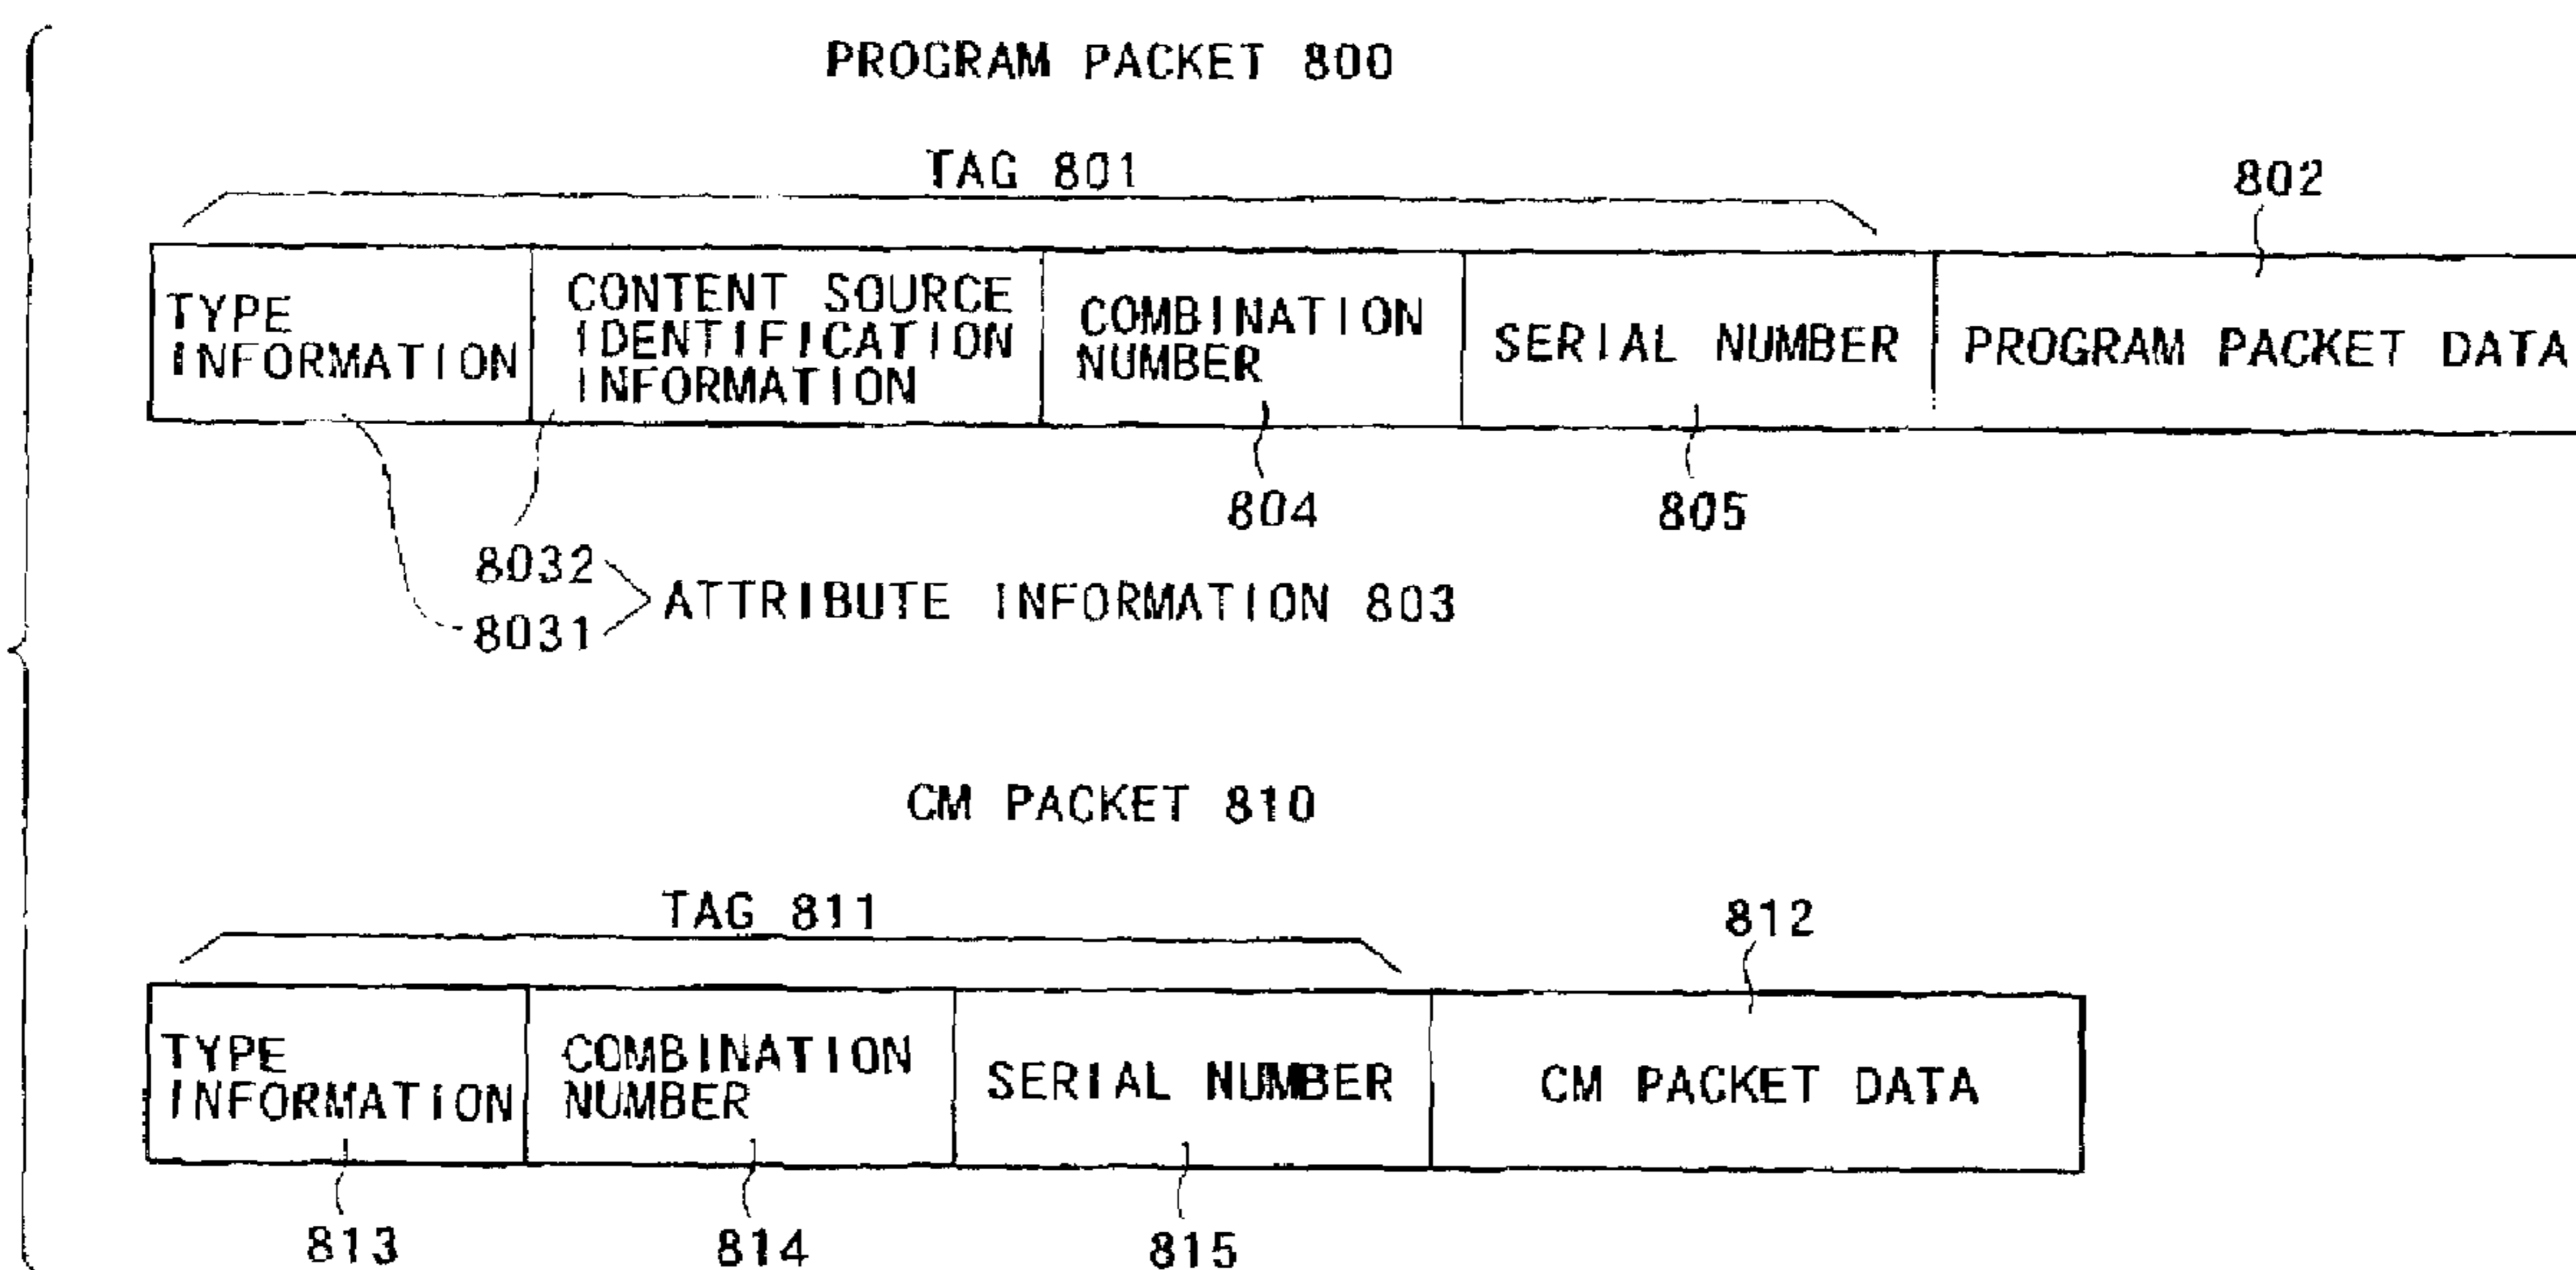 PROGRAM PACKET 800
TAG 801
802
TYPE
INFORMATION
CONTENT SOURCE
IDENTIFICATION
INFORMATION
COMBINATION
NUMBER
SERIAL NUMBER
PROGRAM PACKET DATA
804
805
8032
8031
ATTRIBUTE INFORMATION 803
CM PACKET 810
TAG 811
812
TYPE
INFORMATION
COMBINATION
NUMBER
SERIAL NUMBER
CM PACKET DATA
813
814
815